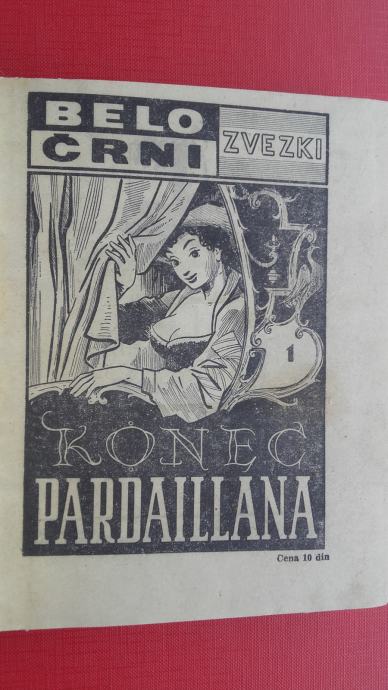 BELO
ČRNI
ZVEZKI
1
KONEC
PARDAILLANA
Cena 10 din